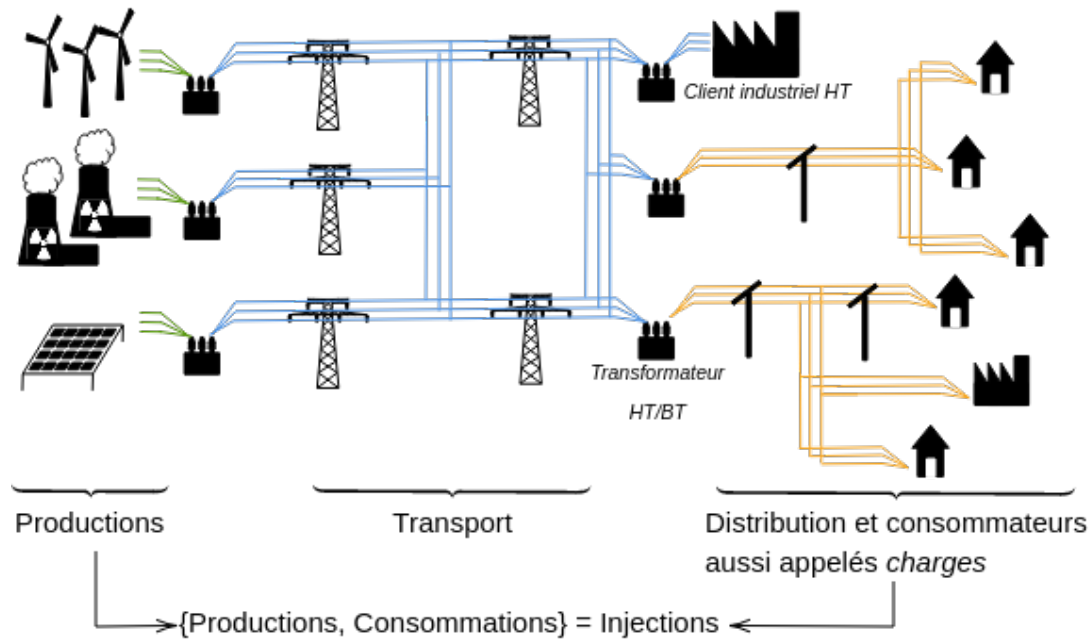 Client industriel HT
Transformateur
HT/BT
Productions
Transport
Distribution et consommateurs
aussi appelés charges
{Productions, Consommations} = Injections